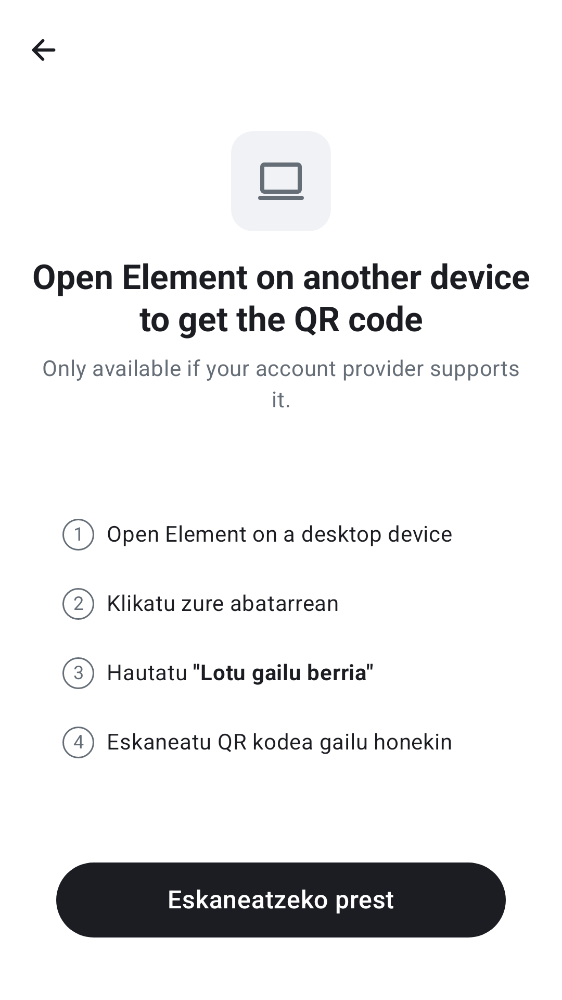 Open Element on another device
to get the QR code
Only available if your account provider supports
it.
1 Open Element on a desktop device
2 Klikatu zure abatarrean
3 Hautatu "Lotu gailu berria"
4 Eskaneatu QR kodea gailu honekin
Eskaneatzeko prest